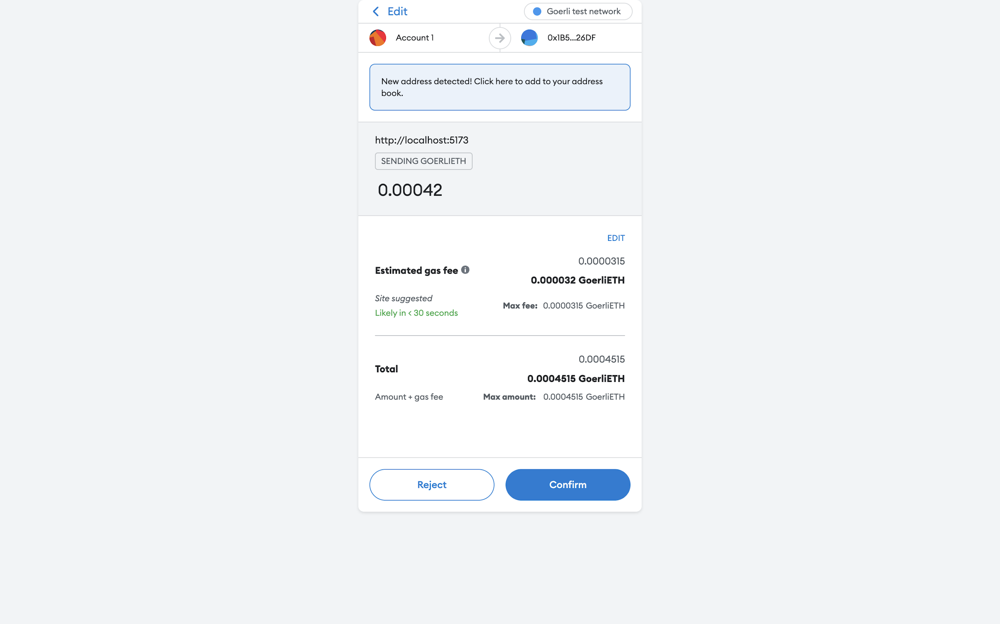 Edit
Goerli test network
Account 1
0x1B5...26DF
New address detected! Click here to add to your address
book.
http://localhost:5173
SENDING GOERLIETH
0.00042
EDIT
Estimated gas fee
0.0000315
0.000032 GoerliETH
Site suggested
Likely in < 30 seconds
Max fee: 0.0000315 GoerliETH
Total
0.0004515
0.0004515 GoerliETH
Amount + gas fee
Max amount: 0.0004515 GoerliETH
Reject
Confirm